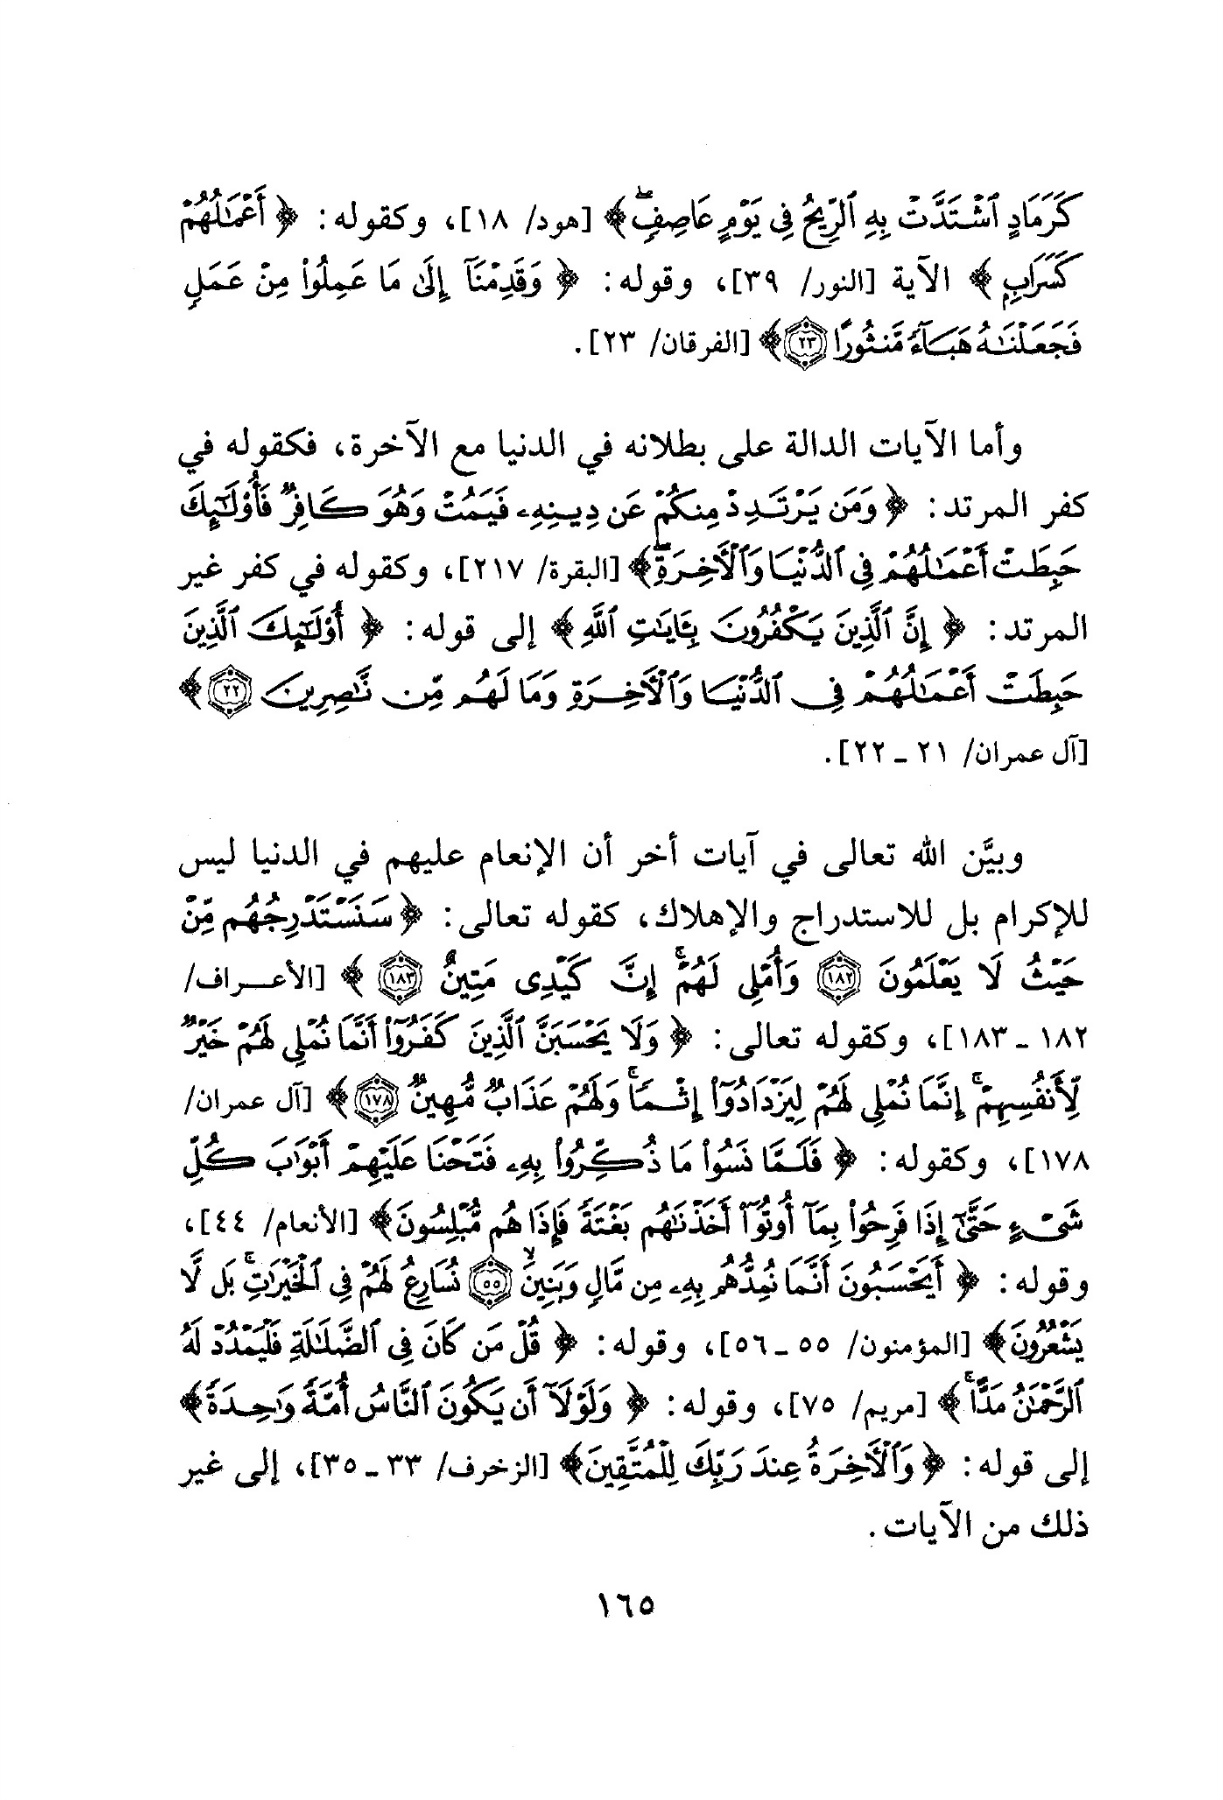 كَرَمَادٍ ٱشْتَدَّتْ بِهِ ٱلرِّيحُ فِى يَوْمٍ عَاصِفٍۖ﴾ [هود/ ١٨]، وكقوله: ﴿أَعْمَٰلُهُمْ
كَسَرَابٍۭ﴾ الآية [النور/ ٣٩]، وقوله: ﴿وَقَدِمْنَآ إِلَىٰ مَا عَمِلُوا۟ مِنْ عَمَلٍ
فَجَعَلْنَٰهُ هَبَآءً مَّنثُورًا ﴿٢٣﴾﴾ [الفرقان/ ٢٣].
وأما الآيات الدالة على بطلانه في الدنيا مع الآخرة، فكقوله في
كفر المرتد: ﴿وَمَن يَرْتَدِدْ مِنكُمْ عَن دِينِهِۦ فَيَمُتْ وَهُوَ كَافِرٌ فَأُو۟لَٰٓئِكَ
حَبِطَتْ أَعْمَٰلُهُمْ فِى ٱلدُّنْيَا وَٱلْأَخِرَةِۖ﴾ [البقرة/ ٢١٧]، وكقوله في كفر غير
المرتد: ﴿إِنَّ ٱلَّذِينَ يَكْفُرُونَ بِـَٔايَٰتِ ٱللَّهِ﴾ إلى قوله: ﴿أُو۟لَٰٓئِكَ ٱلَّذِينَ
حَبِطَتْ أَعْمَٰلُهُمْ فِى ٱلدُّنْيَا وَٱلْأَخِرَةِ وَمَا لَهُم مِّن نَّٰصِرِينَ ﴿٢٢﴾﴾
[آل عمران/ ٢١ ـ ٢٢].
وبيَّن الله تعالى في آيات أخر أن الإنعام عليهم في الدنيا ليس
للإكرام بل للاستدراج والإهلاك، كقوله تعالى: ﴿سَنَسْتَدْرِجُهُم مِّنْ
حَيْثُ لَا يَعْلَمُونَ ﴿١٨٢﴾ وَأُمْلِى لَهُمْۚ إِنَّ كَيْدِى مَتِينٌ ﴿١٨٣﴾﴾ [الأعراف/
١٨٢ ـ ١٨٣]، وكقوله تعالى: ﴿وَلَا يَحْسَبَنَّ ٱلَّذِينَ كَفَرُوٓا۟ أَنَّمَا نُمْلِى لَهُمْ خَيْرٌ
لِّأَنفُسِهِمْۚ إِنَّمَا نُمْلِى لَهُمْ لِيَزْدَادُوٓا۟ إِثْمًاۚ وَلَهُمْ عَذَابٌ مُّهِينٌ ﴿١٧٨﴾﴾ [آل عمران/
١٧٨]، وكقوله: ﴿فَلَمَّا نَسُوا۟ مَا ذُكِّرُوا۟ بِهِۦ فَتَحْنَا عَلَيْهِمْ أَبْوَٰبَ كُلِّ
شَىْءٍ حَتَّىٰٓ إِذَا فَرِحُوا۟ بِمَآ أُوتُوٓا۟ أَخَذْنَٰهُم بَغْتَةً فَإِذَا هُم مُّبْلِسُونَ﴾ [الأنعام/ ٤٤]،
وقوله: ﴿أَيَحْسَبُونَ أَنَّمَا نُمِدُّهُم بِهِۦ مِن مَّالٍ وَبَنِينَۙ ﴿٥٥﴾ نُسَارِعُ لَهُمْ فِى ٱلْخَيْرَٰتِۚ بَل لَّا
يَشْعُرُونَ﴾ [المؤمنون/ ٥٥ ـ ٥٦]، وقوله: ﴿قُلْ مَن كَانَ فِى ٱلضَّلَٰلَةِ فَلْيَمْدُدْ لَهُ
ٱلرَّحْمَٰنُ مَدًّاۚ﴾ [مريم/ ٧٥]، وقوله: ﴿وَلَوْلَآ أَن يَكُونَ ٱلنَّاسُ أُمَّةً وَٰحِدَةً﴾
إلى قوله: ﴿وَٱلْأَخِرَةُ عِندَ رَبِّكَ لِلْمُتَّقِينَ﴾ [الزخرف/ ٣٣ ـ ٣٥]، إلى غير
ذلك من الآيات.
١٦٥